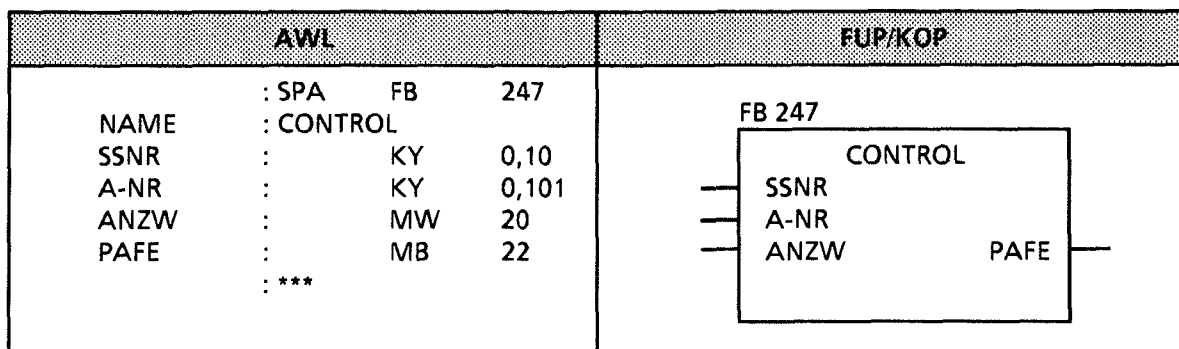 AWL
: SPA FB 247
NAME : CONTROL
SSNR : KY 0,10
A-NR : KY 0,101
ANZW : MW 20
PAFE : MB 22
: ***
FUP/KOP
FB 247
CONTROL
SSNR
A-NR
ANZW PAFE